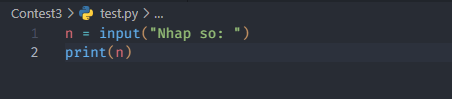 Contest3 > test.py > ...
1 n = input("Nhap so: ")
2 print(n)